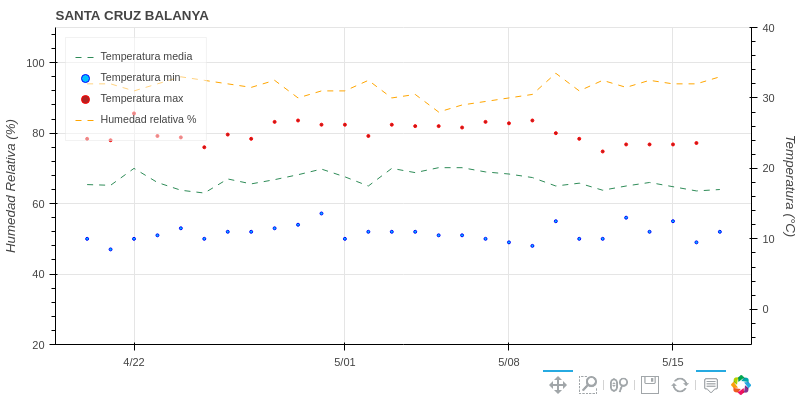 SANTA CRUZ BALANYA
Temperatura media
Temperatura min
Temperatura max
Humedad relativa %
Humedad Relativa (%)
100
80
60
40
20
Temperatura (°C)
40
30
20
10
0
4/22
5/01
5/08
5/15